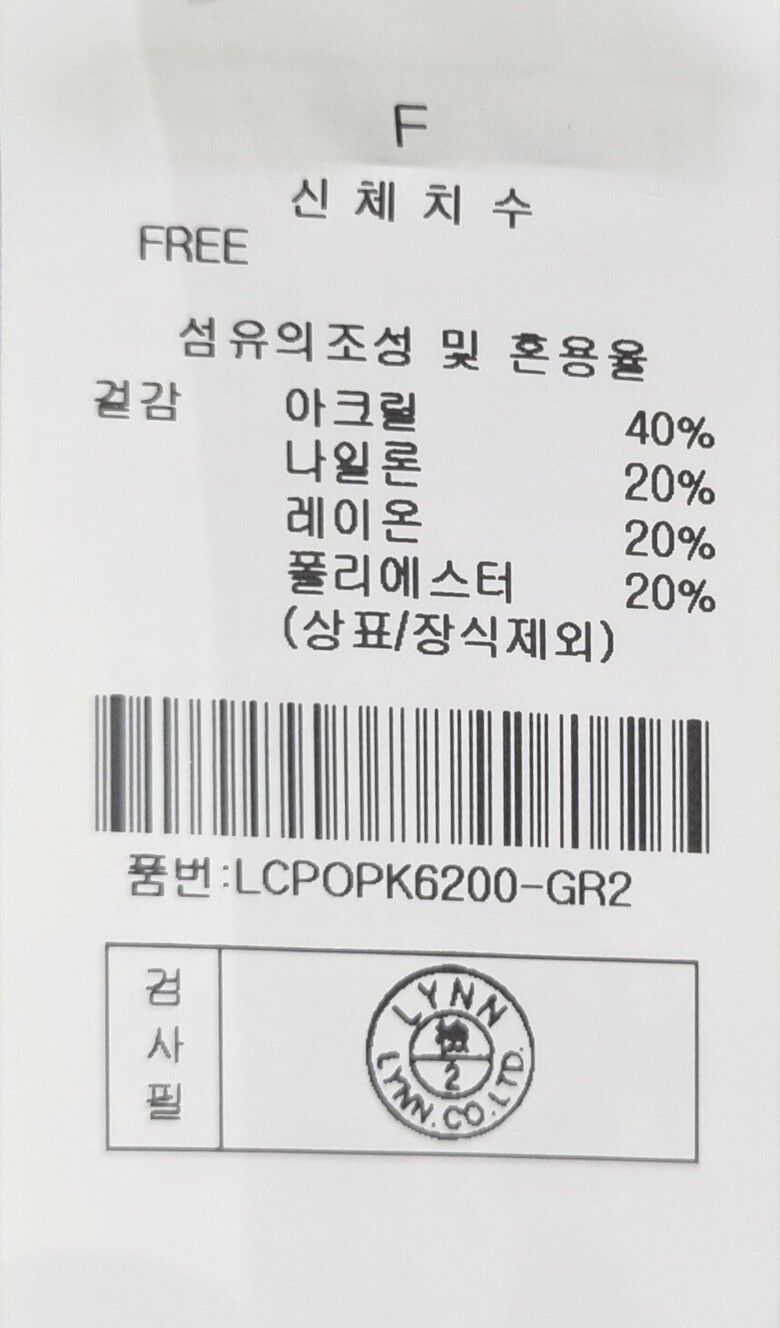 F
신체치수
FREE
섬유의조성 및 혼용율
겉감 아크릴 40%
나일론 20%
레이온 20%
폴리에스터 20%
(상표/장식제외)
품번:LCPOPK6200-GR2
검사필
LYNN
檢
2
LYNN.CO.LTD.